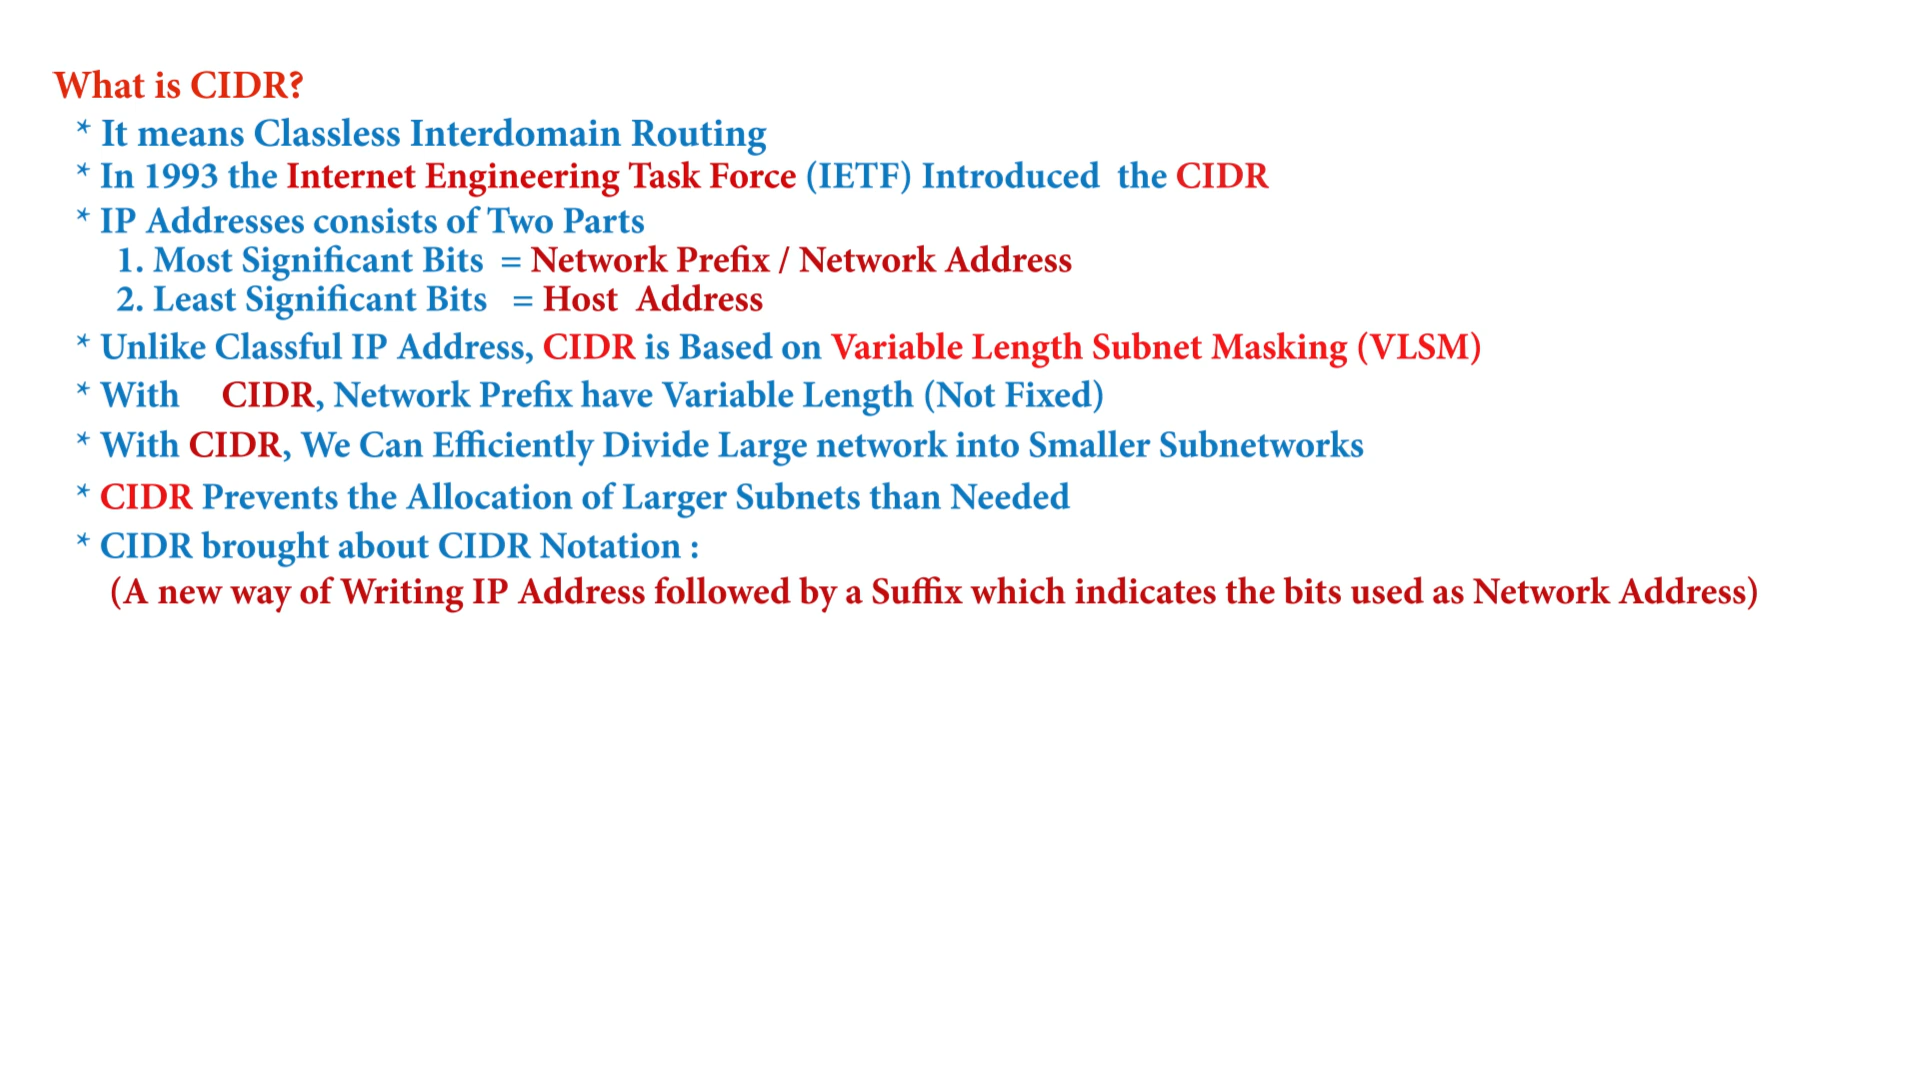 What is CIDR?
* It means Classless Interdomain Routing
* In 1993 the Internet Engineering Task Force (IETF) Introduced the CIDR
* IP Addresses consists of Two Parts
1. Most Significant Bits = Network Prefix / Network Address
2. Least Significant Bits = Host Address
* Unlike Classful IP Address, CIDR is Based on Variable Length Subnet Masking (VLSM)
* With CIDR, Network Prefix have Variable Length (Not Fixed)
* With CIDR, We Can Efficiently Divide Large network into Smaller Subnetworks
* CIDR Prevents the Allocation of Larger Subnets than Needed
* CIDR brought about CIDR Notation :
(A new way of Writing IP Address followed by a Suffix which indicates the bits used as Network Address)